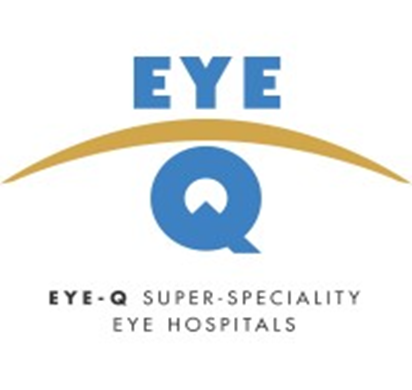 EYE
Q
EYE-Q SUPER-SPECIALITY
EYE HOSPITALS